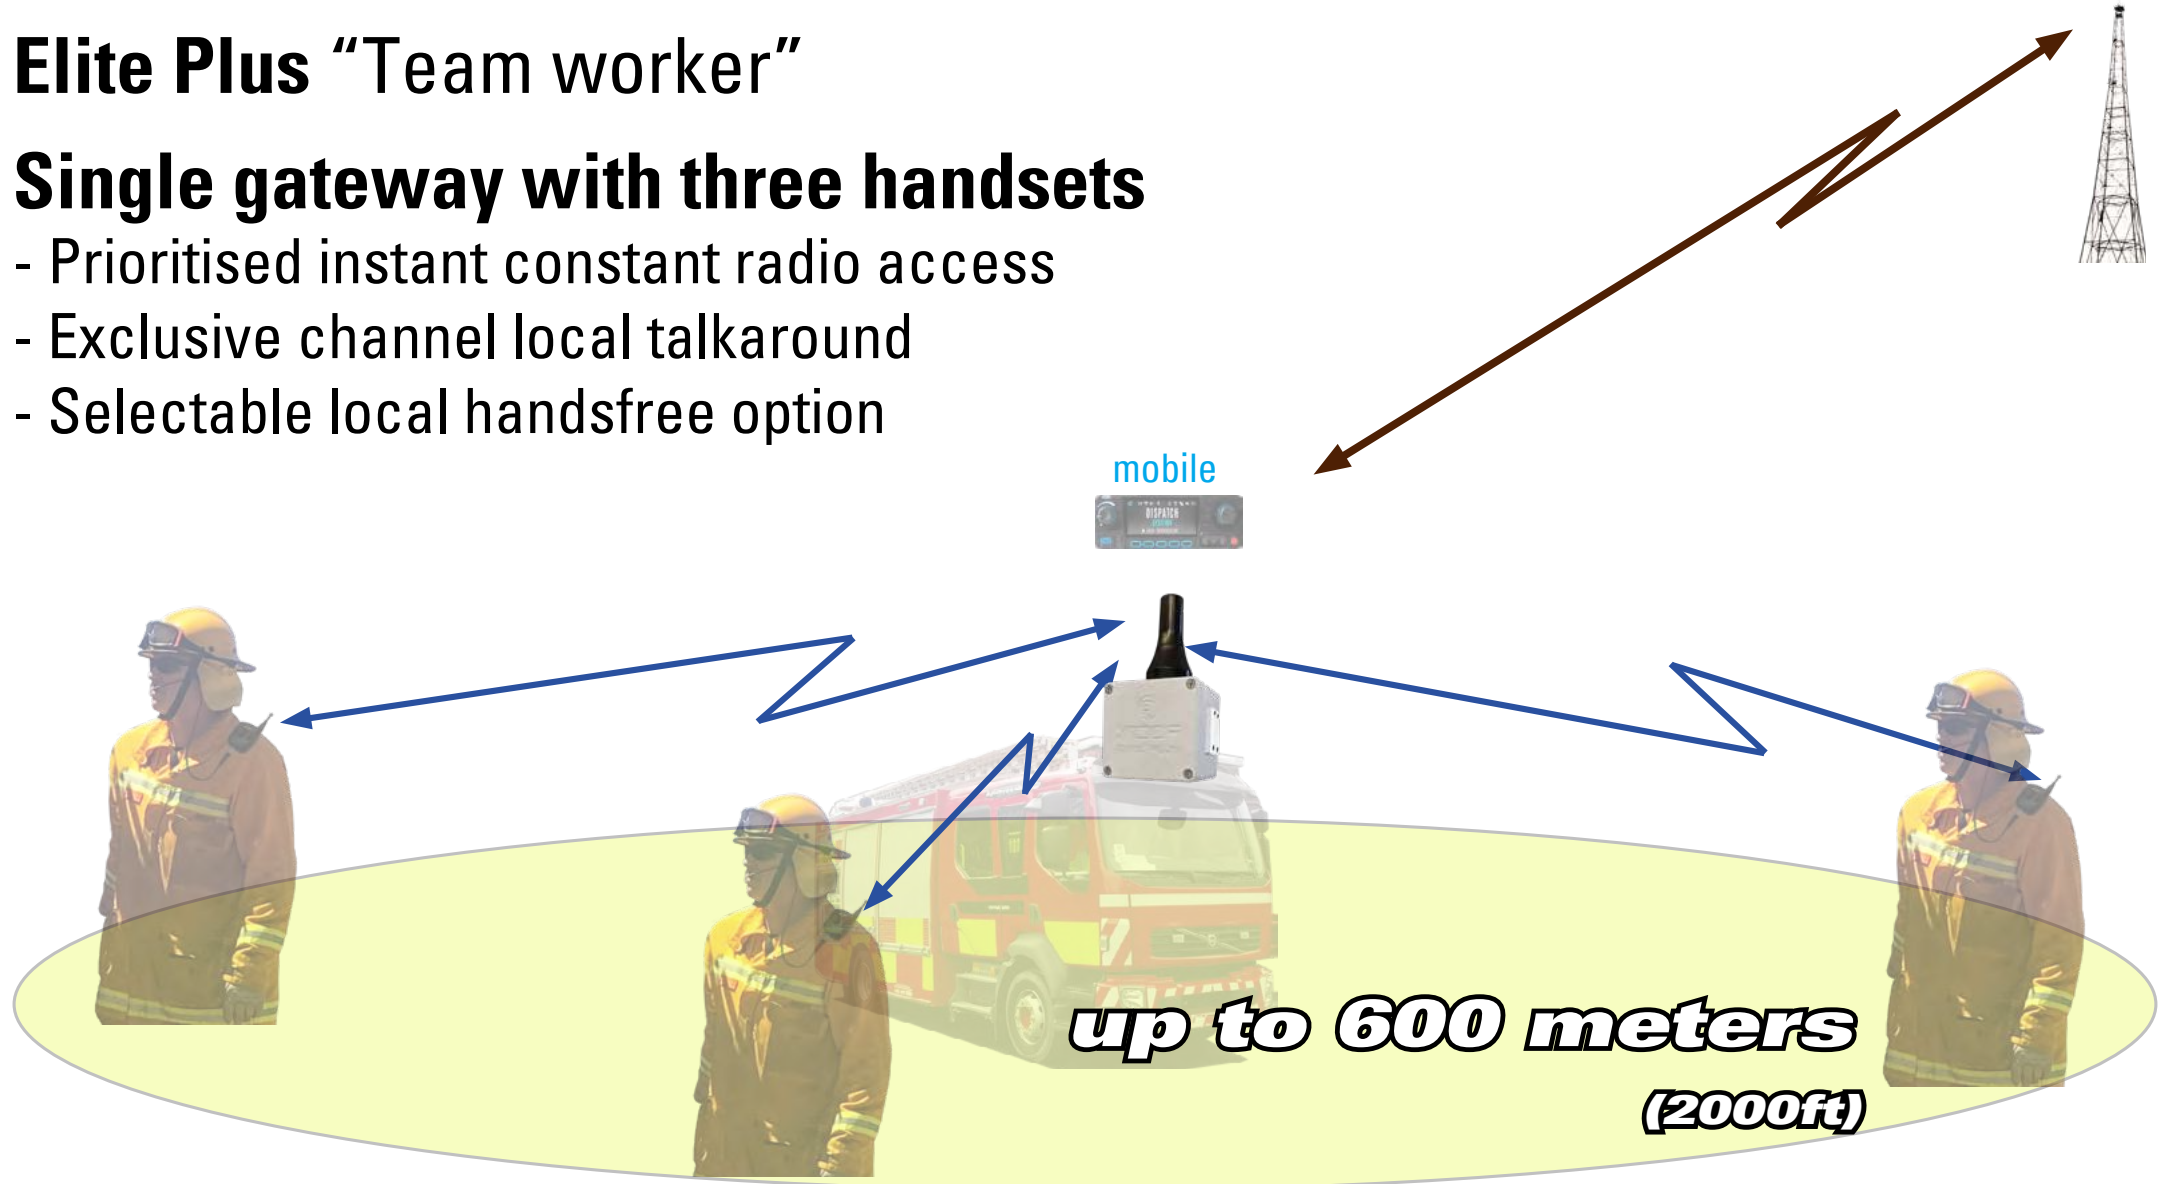 Elite Plus “Team worker”
Single gateway with three handsets
- Prioritised instant constant radio access
- Exclusive channel local talkaround
- Selectable local handsfree option
mobile
DISPATCH
up to 600 meters
(2000ft)